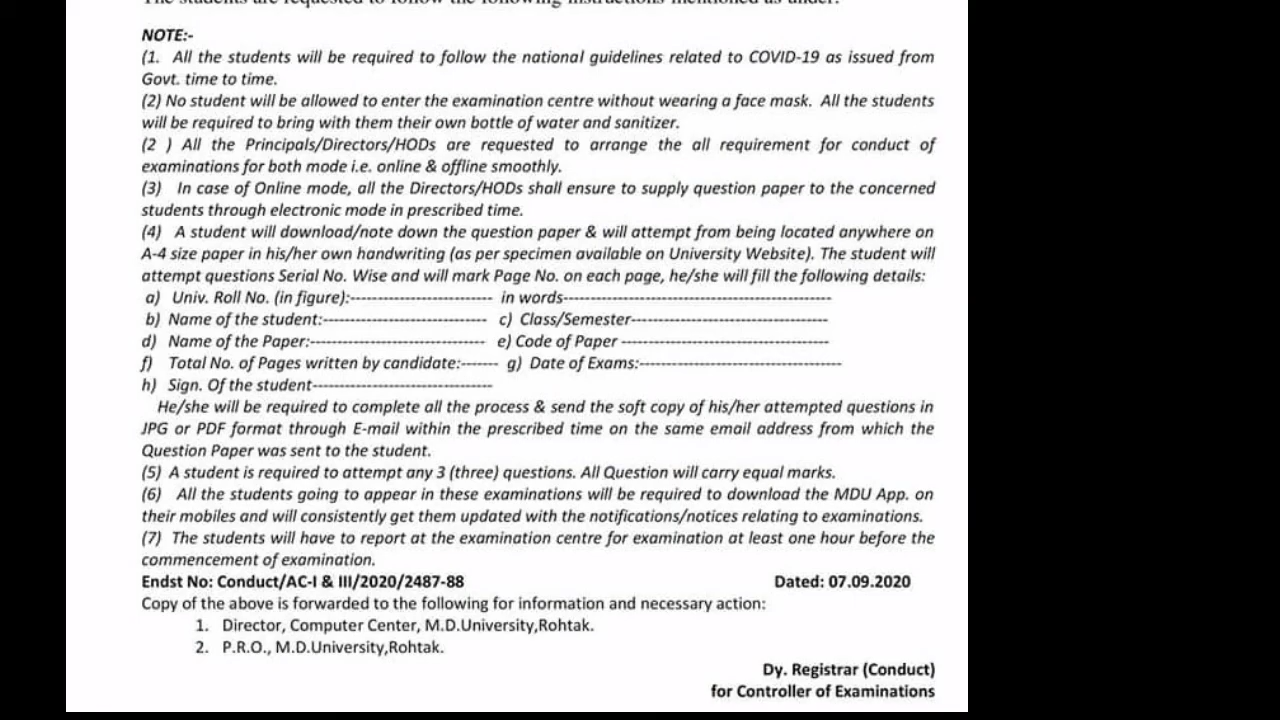 The students are requested to follow the following instructions mentioned as under:
NOTE:-
(1. All the students will be required to follow the national guidelines related to COVID-19 as issued from
Govt. time to time.
(2) No student will be allowed to enter the examination centre without wearing a face mask. All the students
will be required to bring with them their own bottle of water and sanitizer.
(2 ) All the Principals/Directors/HODs are requested to arrange the all requirement for conduct of
examinations for both mode i.e. online & offline smoothly.
(3) In case of Online mode, all the Directors/HODs shall ensure to supply question paper to the concerned
students through electronic mode in prescribed time.
(4) A student will download/note down the question paper & will attempt from being located anywhere on
A-4 size paper in his/her own handwriting (as per specimen available on University Website). The student will
attempt questions Serial No. Wise and will mark Page No. on each page, he/she will fill the following details:
a) Univ. Roll No. (in figure):-------------------------- in words-------------------------------------------------
b) Name of the student:------------------------------ c) Class/Semester------------------------------------
d) Name of the Paper:-------------------------------- e) Code of Paper --------------------------------------
f) Total No. of Pages written by candidate:------- g) Date of Exams:-------------------------------------
h) Sign. Of the student---------------------------------
He/she will be required to complete all the process & send the soft copy of his/her attempted questions in
JPG or PDF format through E-mail within the prescribed time on the same email address from which the
Question Paper was sent to the student.
(5) A student is required to attempt any 3 (three) questions. All Question will carry equal marks.
(6) All the students going to appear in these examinations will be required to download the MDU App. on
their mobiles and will consistently get them updated with the notifications/notices relating to examinations.
(7) The students will have to report at the examination centre for examination at least one hour before the
commencement of examination.
Endst No: Conduct/AC-I & III/2020/2487-88 Dated: 07.09.2020
Copy of the above is forwarded to the following for information and necessary action:
1. Director, Computer Center, M.D.University,Rohtak.
2. P.R.O., M.D.University,Rohtak.
Dy. Registrar (Conduct)
for Controller of Examinations